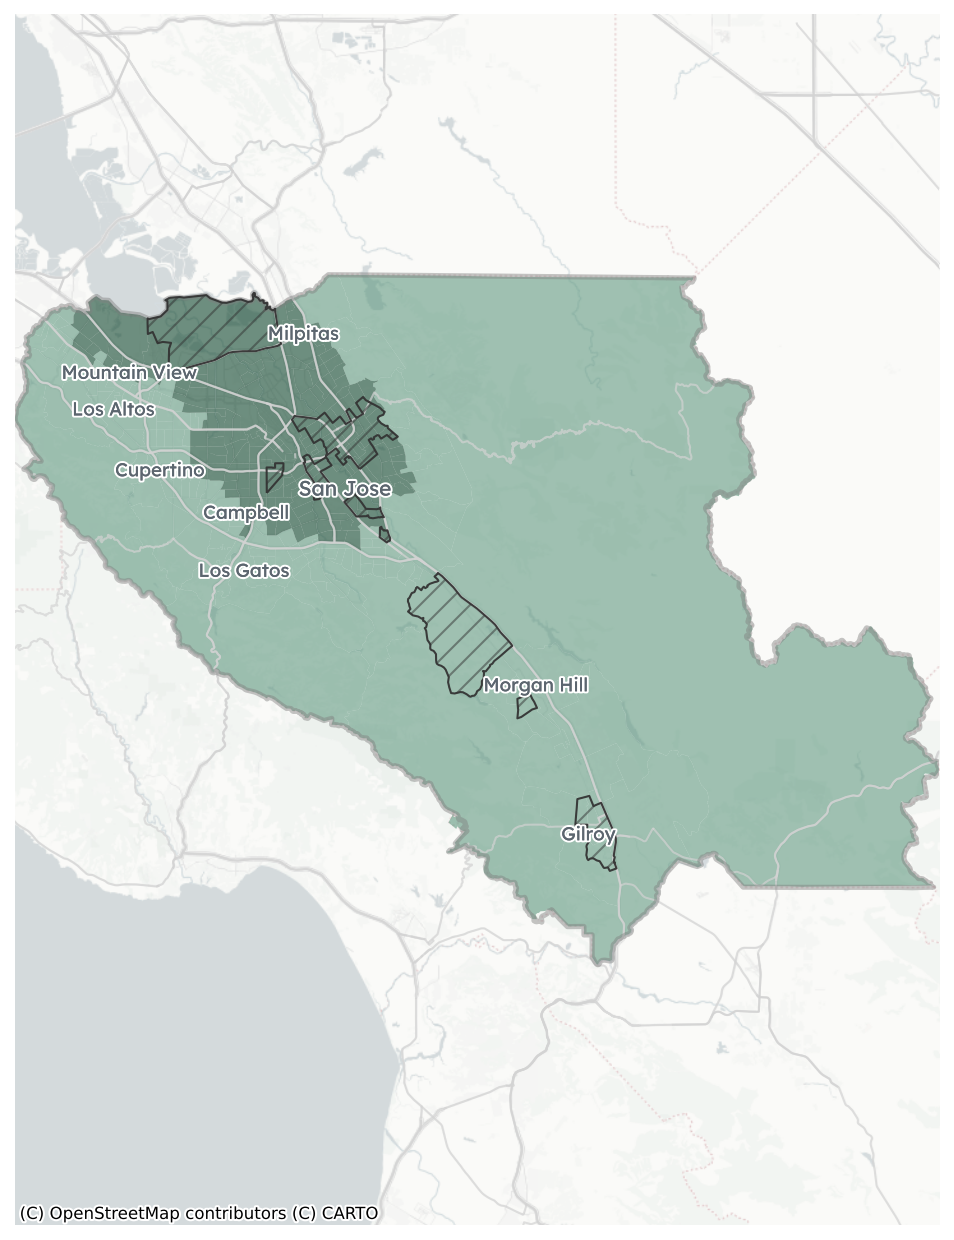 Milpitas
Mountain View
Los Altos
Cupertino
San Jose
Campbell
Los Gatos
Morgan Hill
Gilroy
(C) OpenStreetMap contributors (C) CARTO